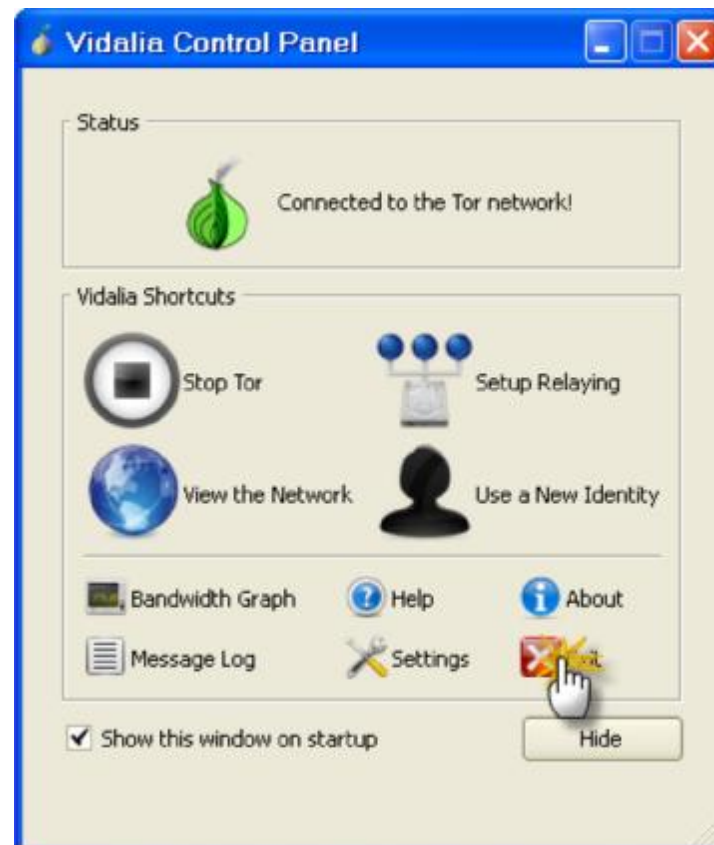 Vidalia Control Panel
Status
Connected to the Tor network!
Vidalia Shortcuts
Stop Tor
Setup Relaying
View the Network
Use a New Identity
Bandwidth Graph
Help
About
Message Log
Settings
Show this window on startup
Hide